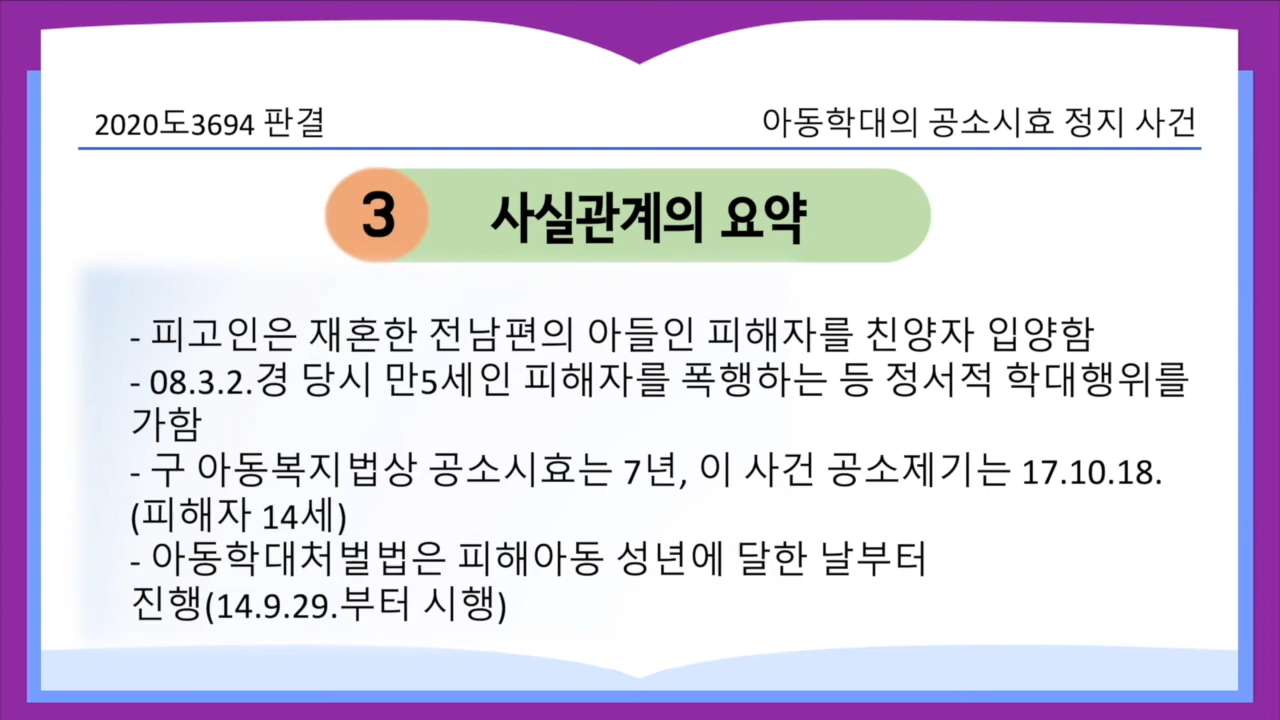 2020도3694 판결
아동학대의 공소시효 정지 사건
3 사실관계의 요약
- 피고인은 재혼한 전남편의 아들인 피해자를 친양자 입양함
- 08.3.2.경 당시 만5세인 피해자를 폭행하는 등 정서적 학대행위를
가함
- 구 아동복지법상 공소시효는 7년, 이 사건 공소제기는 17.10.18.
(피해자 14세)
- 아동학대처벌법은 피해아동 성년에 달한 날부터
진행(14.9.29.부터 시행)